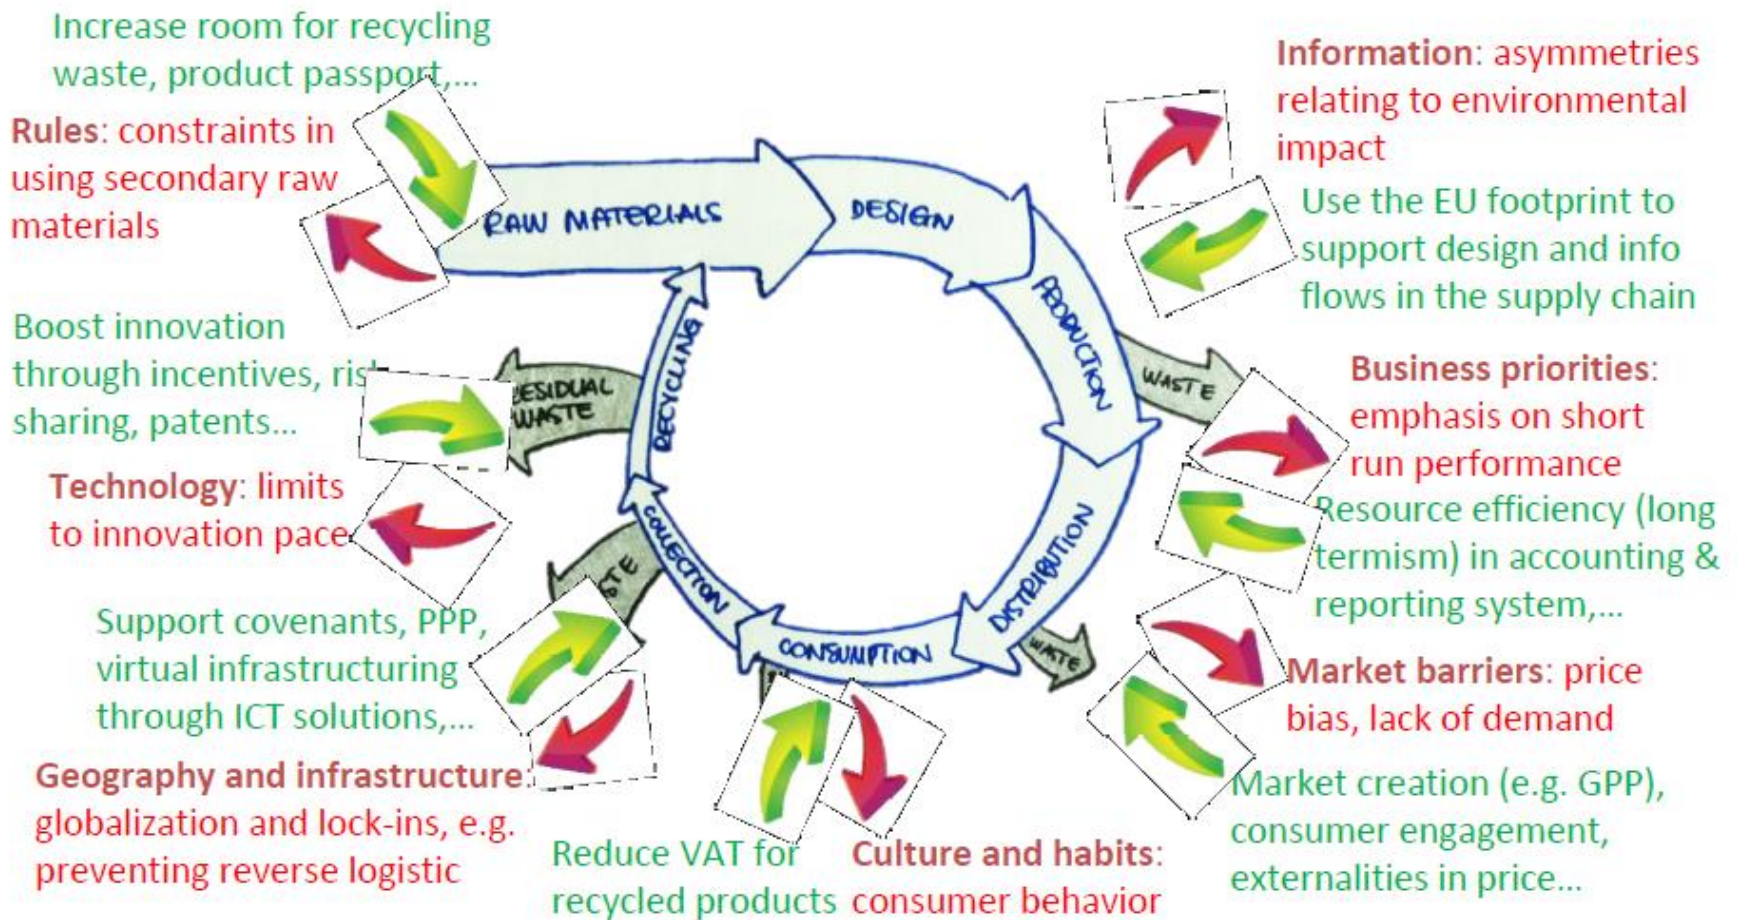 Increase room for recycling
waste, product passport,...
Rules: constraints in
using secondary raw
materials
Boost innovation
through incentives, risk
sharing, patents...
Technology: limits
to innovation pace
Support covenants, PPP,
virtual infrastructuring
through ICT solutions,...
Geography and infrastructure:
globalization and lock-ins, e.g.
preventing reverse logistic
Reduce VAT for
recycled products
Culture and habits:
consumer behavior
Information: asymmetries
relating to environmental
impact
Use the EU footprint to
support design and info
flows in the supply chain
Business priorities:
emphasis on short
run performance
Resource efficiency (long
termism) in accounting &
reporting system,...
Market barriers: price
bias, lack of demand
Market creation (e.g. GPP),
consumer engagement,
externalities in price...
RAW MATERIALS
DESIGN
PRODUCTION
WASTE
DISTRIBUTION
WASTE
CONSUMPTION
COLLECTION
RECYCLING
RESIDUAL
WASTE